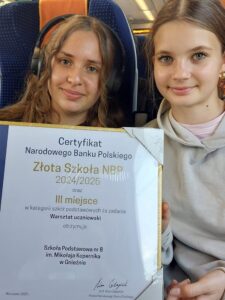 Certyfikat
Narodowego Banku Polskiego
Złota Szkoła NBP
2024/2025
oraz
III miejsce
w kategorii szkół podstawowych za zadanie
Warsztat uczniowski
otrzymuje
Szkoła Podstawowa nr 8
im. Mikołaja Kopernika
w Gnieźnie